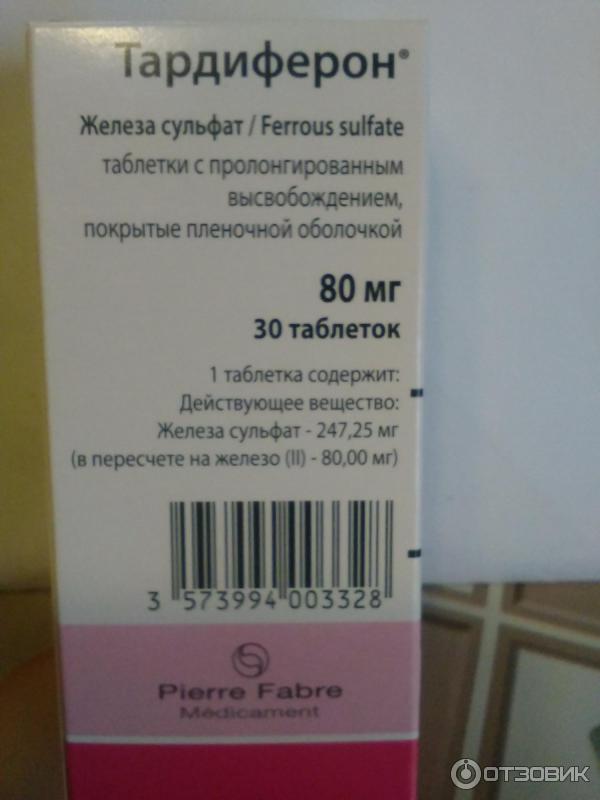 Тардиферон®
Железа сульфат / Ferrous sulfate
таблетки с пролонгированным
высвобождением,
покрытые пленочной оболочкой
80 мг
30 таблеток
1 таблетка содержит:
Действующее вещество:
Железа сульфат - 247,25 мг
(в пересчете на железо (II) - 80,00 мг)
3 573994 003328
Pierre Fabre
Médicament
ОТЗОВИК